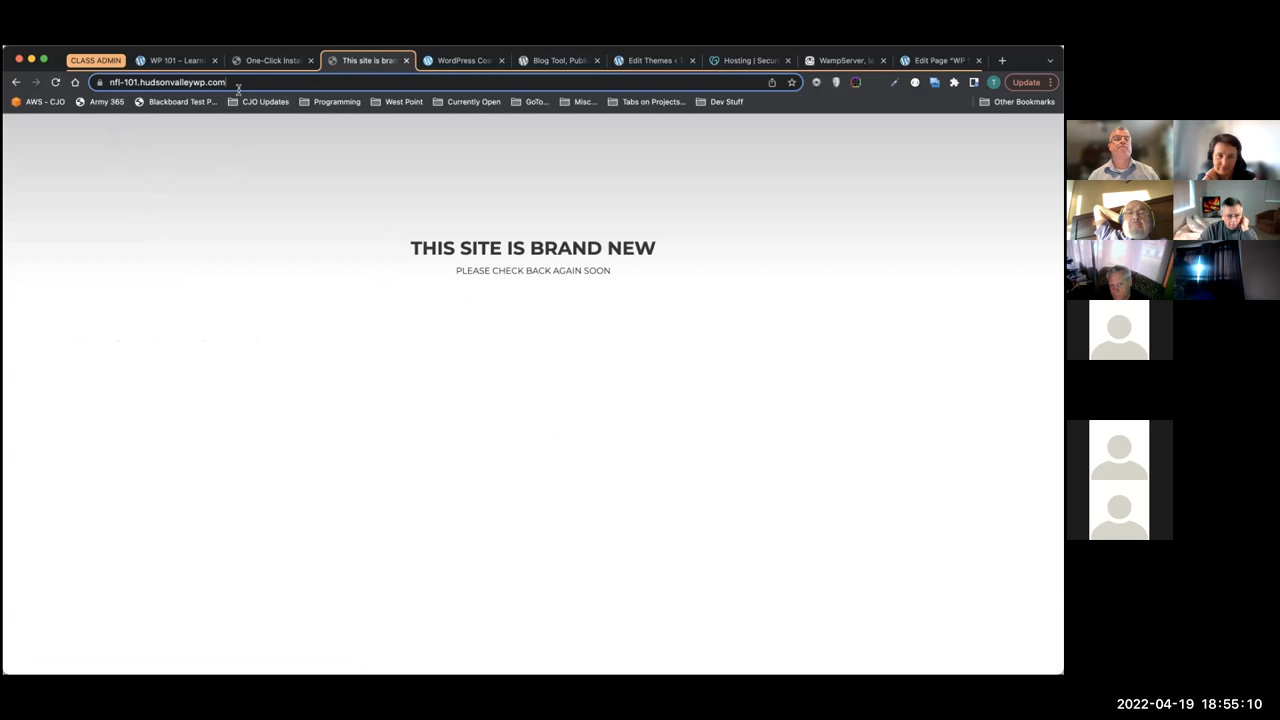 CLASS ADMIN WP 101 – Learni One-Click Instal This site is bran WordPress Cos Blog Tool, Publi Edit Themes ‹ Hosting | Secur WampServer, la Edit Page "WP
nfl-101.hudsonvalleywp.com Update
AWS - CJO Army 365 Blackboard Test P... CJO Updates Programming West Point Currently Open GoTo... Misc... Tabs on Projects... Dev Stuff Other Bookmarks
THIS SITE IS BRAND NEW
PLEASE CHECK BACK AGAIN SOON
2022-04-19 18:55:10